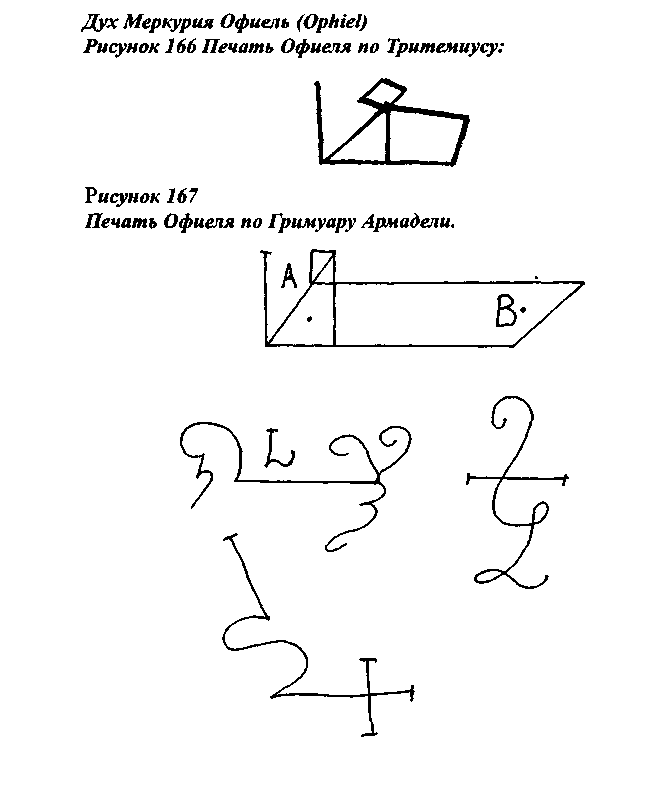 Дух Меркурия Офиель (Ophiel)
Рисунок 166 Печать Офиеля по Тритемиусу:
Рисунок 167
Печать Офиеля по Гримуару Армадели.
A
B
L